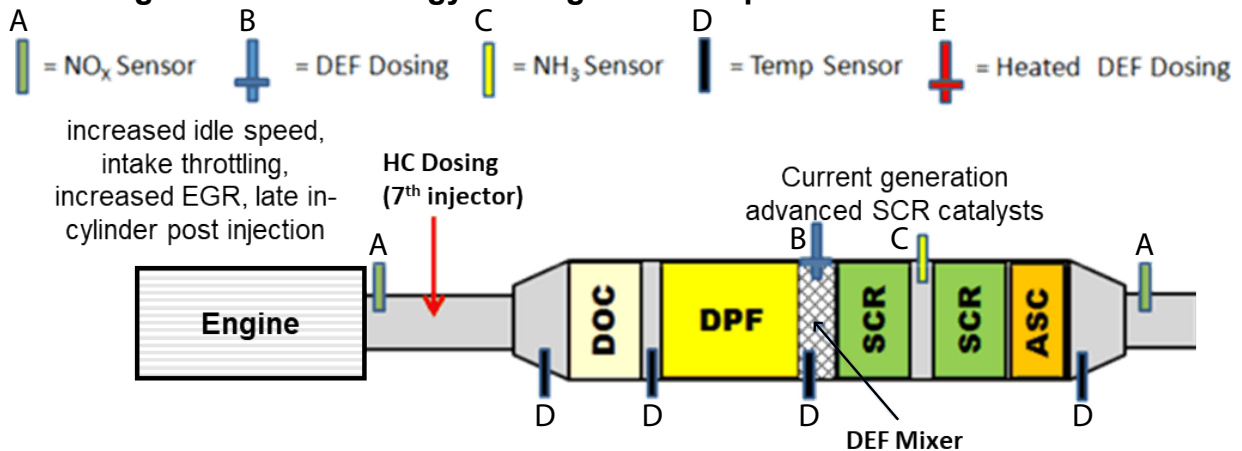 A B C D E
= NOX Sensor = DEF Dosing = NH3 Sensor = Temp Sensor = Heated DEF Dosing
increased idle speed,
intake throttling,
increased EGR, late in-
cylinder post injection
HC Dosing
(7th injector)
Current generation
advanced SCR catalysts
A B C A
Engine DOC DPF SCR SCR ASC
D D D D
DEF Mixer